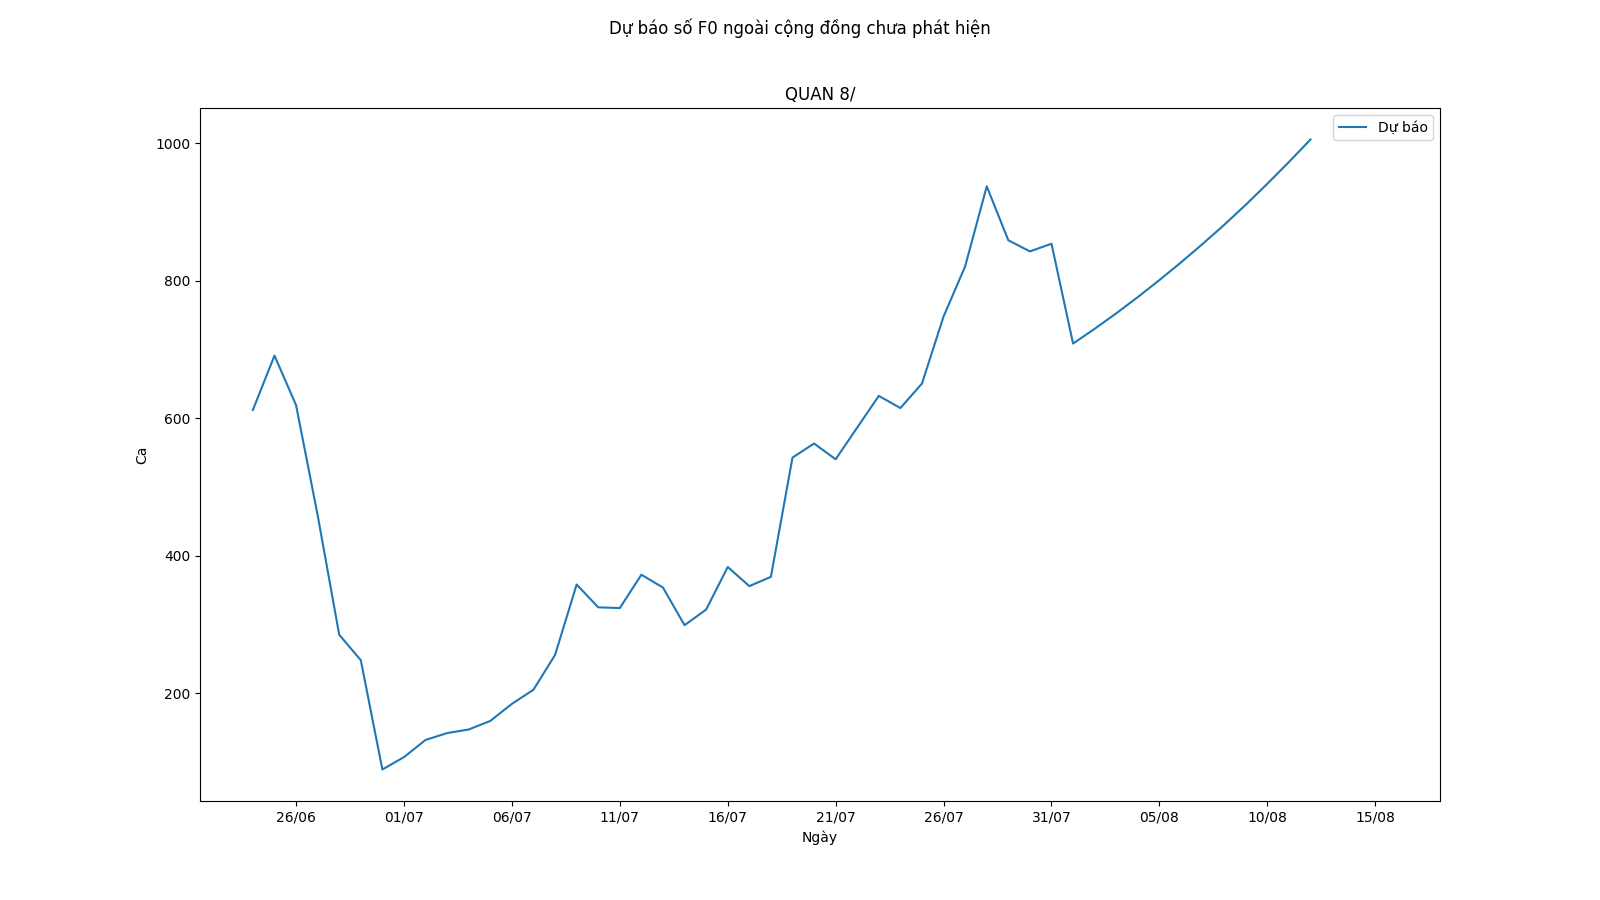 Dự báo số F0 ngoài cộng đồng chưa phát hiện
QUAN 8/
Dự báo
1000
800
600
400
200
Ca
26/06 01/07 06/07 11/07 16/07 21/07 26/07 31/07 05/08 10/08 15/08
Ngày